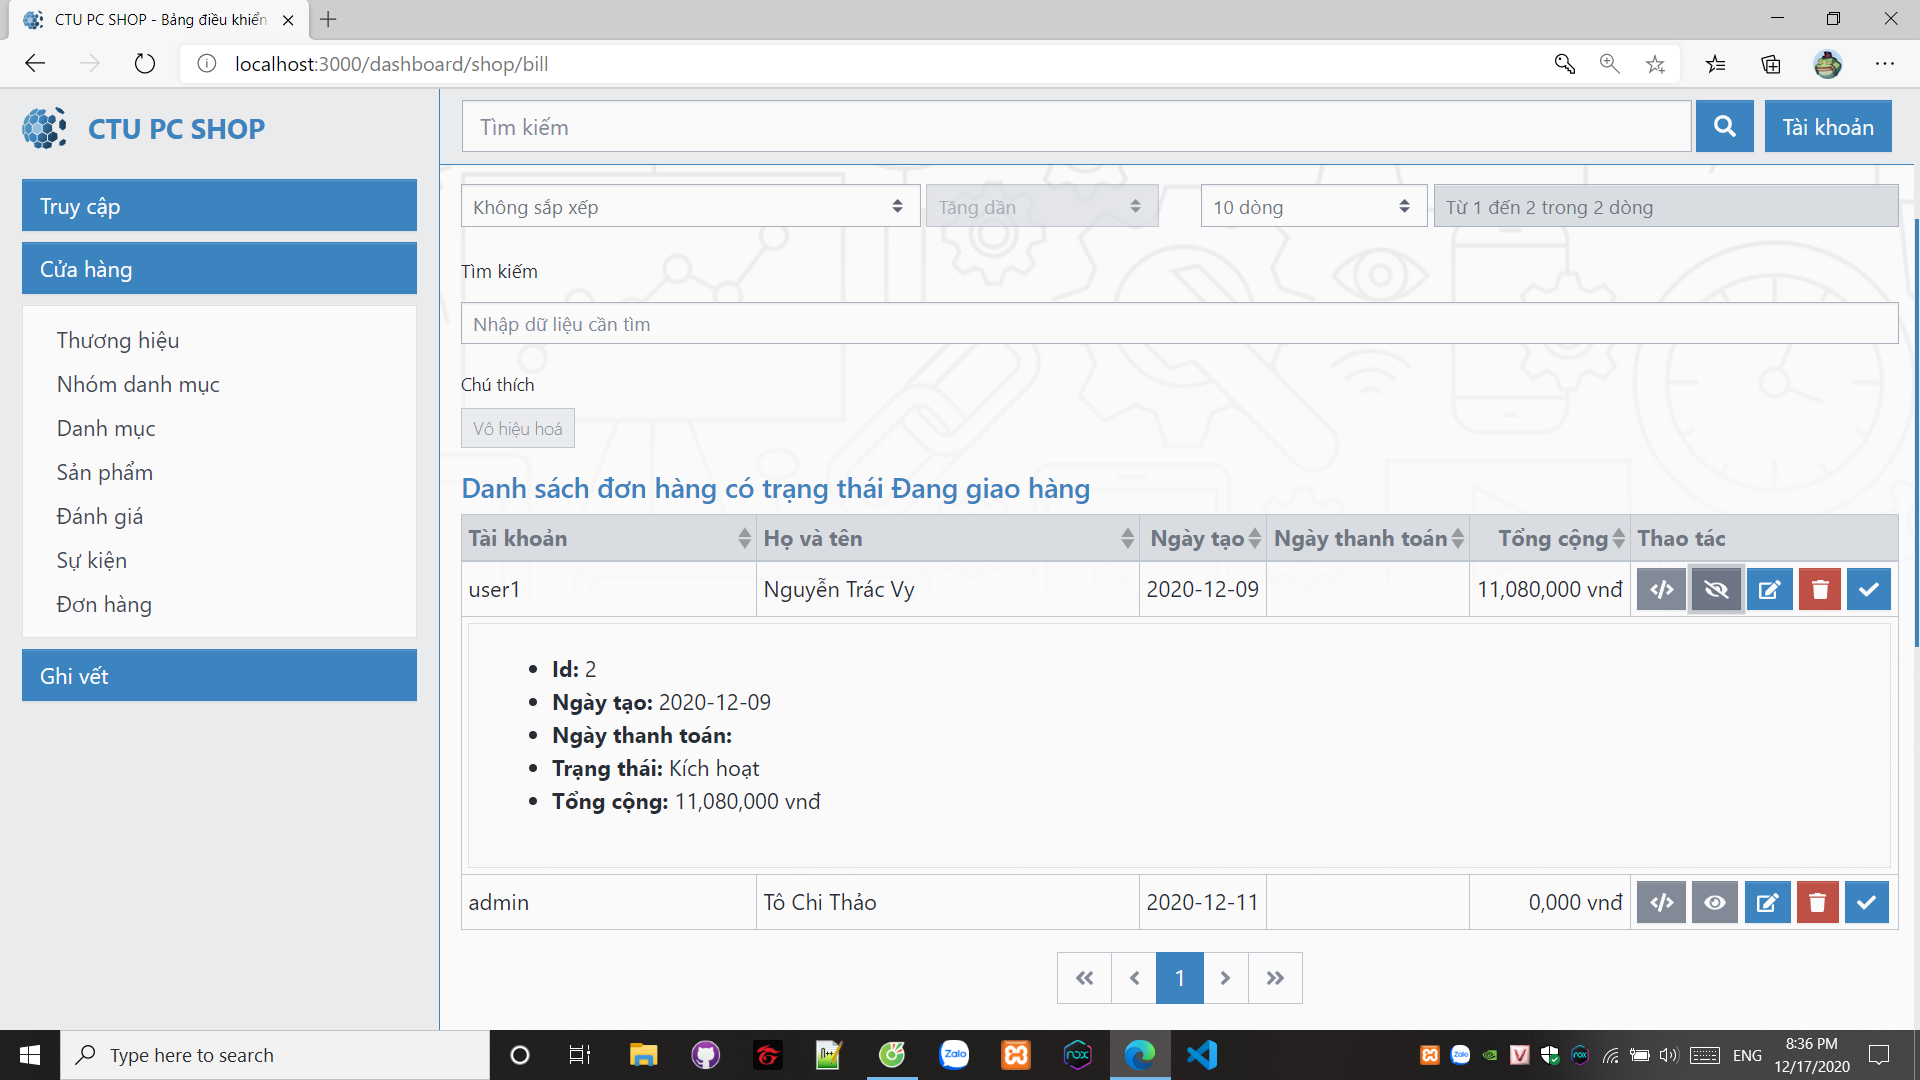 CTU PC SHOP - Bảng điều khiển
localhost:3000/dashboard/shop/bill
CTU PC SHOP
Tìm kiếm
Tài khoản
Truy cập
Cửa hàng
Thương hiệu
Nhóm danh mục
Danh mục
Sản phẩm
Đánh giá
Sự kiện
Đơn hàng
Ghi vết
Không sắp xếp
Tăng dần
10 dòng
Từ 1 đến 2 trong 2 dòng
Tìm kiếm
Nhập dữ liệu cần tìm
Chú thích
Vô hiệu hoá
Danh sách đơn hàng có trạng thái Đang giao hàng
Tài khoản Họ và tên Ngày tạo Ngày thanh toán Tổng cộng Thao tác
user1 Nguyễn Trác Vy 2020-12-09 11,080,000 vnđ
Id: 2
Ngày tạo: 2020-12-09
Ngày thanh toán:
Trạng thái: Kích hoạt
Tổng cộng: 11,080,000 vnđ
admin Tô Chi Thảo 2020-12-11 0,000 vnđ
1
Type here to search
Zalo
nox
ENG
8:36 PM
12/17/2020